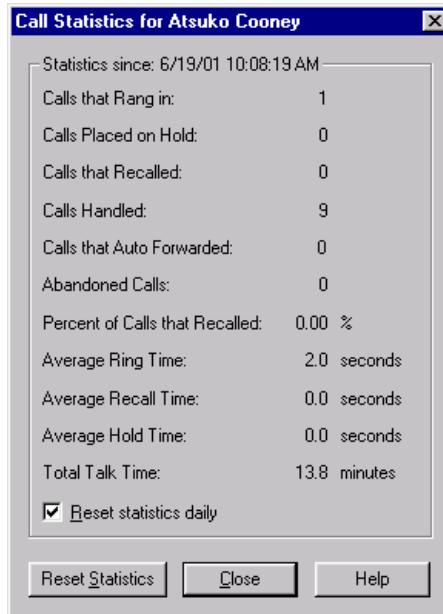 Call Statistics for Atsuko Cooney
Statistics since: 6/19/01 10:08:19 AM
Calls that Rang in: 1
Calls Placed on Hold: 0
Calls that Recalled: 0
Calls Handled: 9
Calls that Auto Forwarded: 0
Abandoned Calls: 0
Percent of Calls that Recalled: 0.00 %
Average Ring Time: 2.0 seconds
Average Recall Time: 0.0 seconds
Average Hold Time: 0.0 seconds
Total Talk Time: 13.8 minutes
Reset statistics daily
Reset Statistics Close Help